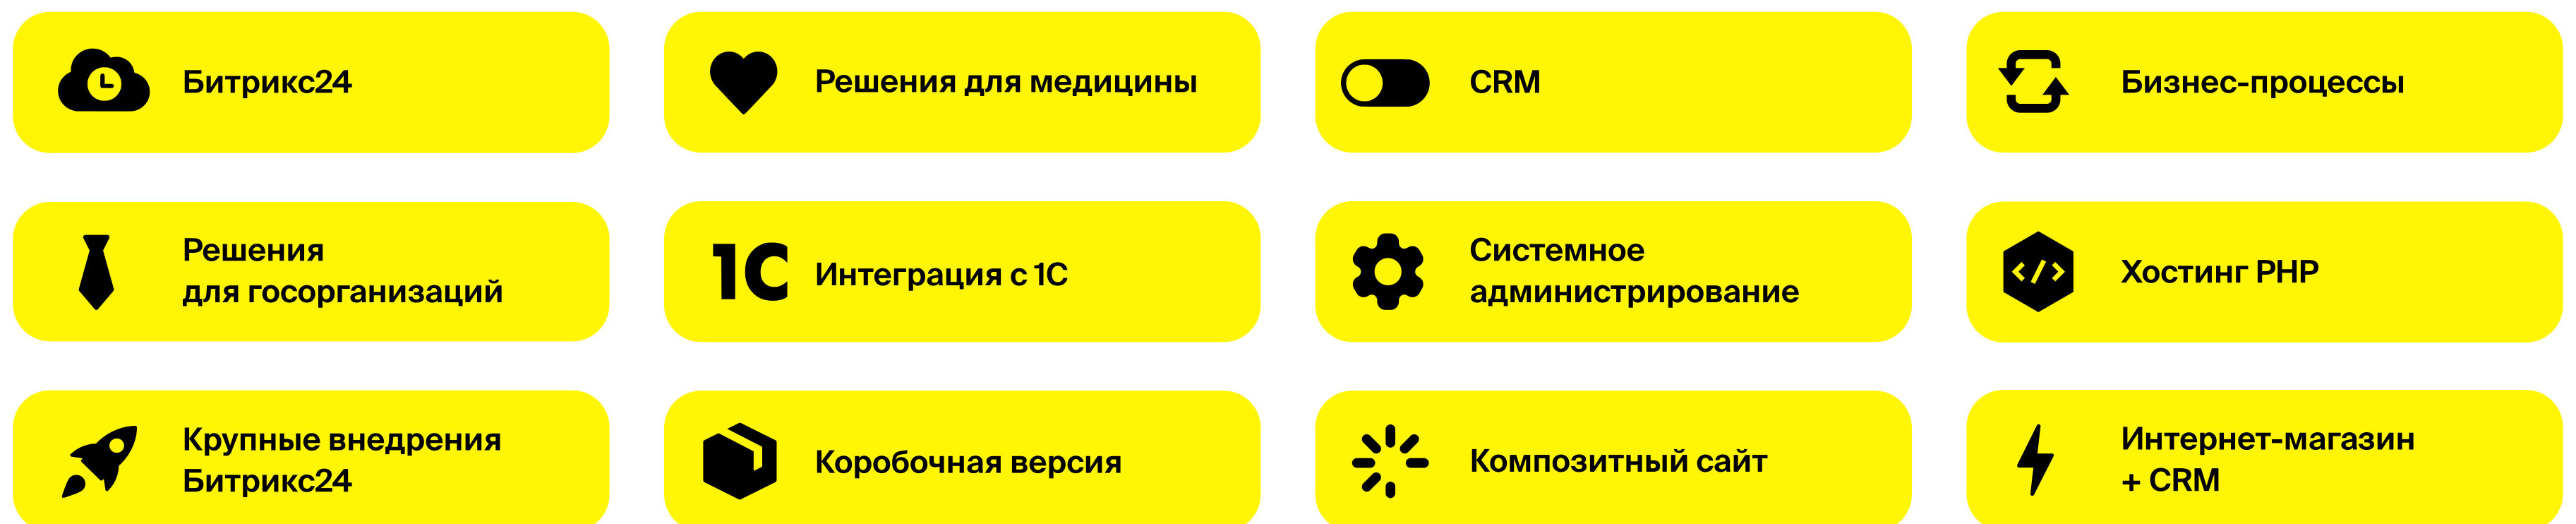 Битрикс24
Решения для медицины
CRM
Бизнес-процессы
Решения
для госорганизаций
1С
Интеграция с 1С
Системное
администрирование
</>
Хостинг PHP
Крупные внедрения
Битрикс24
Коробочная версия
Композитный сайт
Интернет-магазин
+ CRM